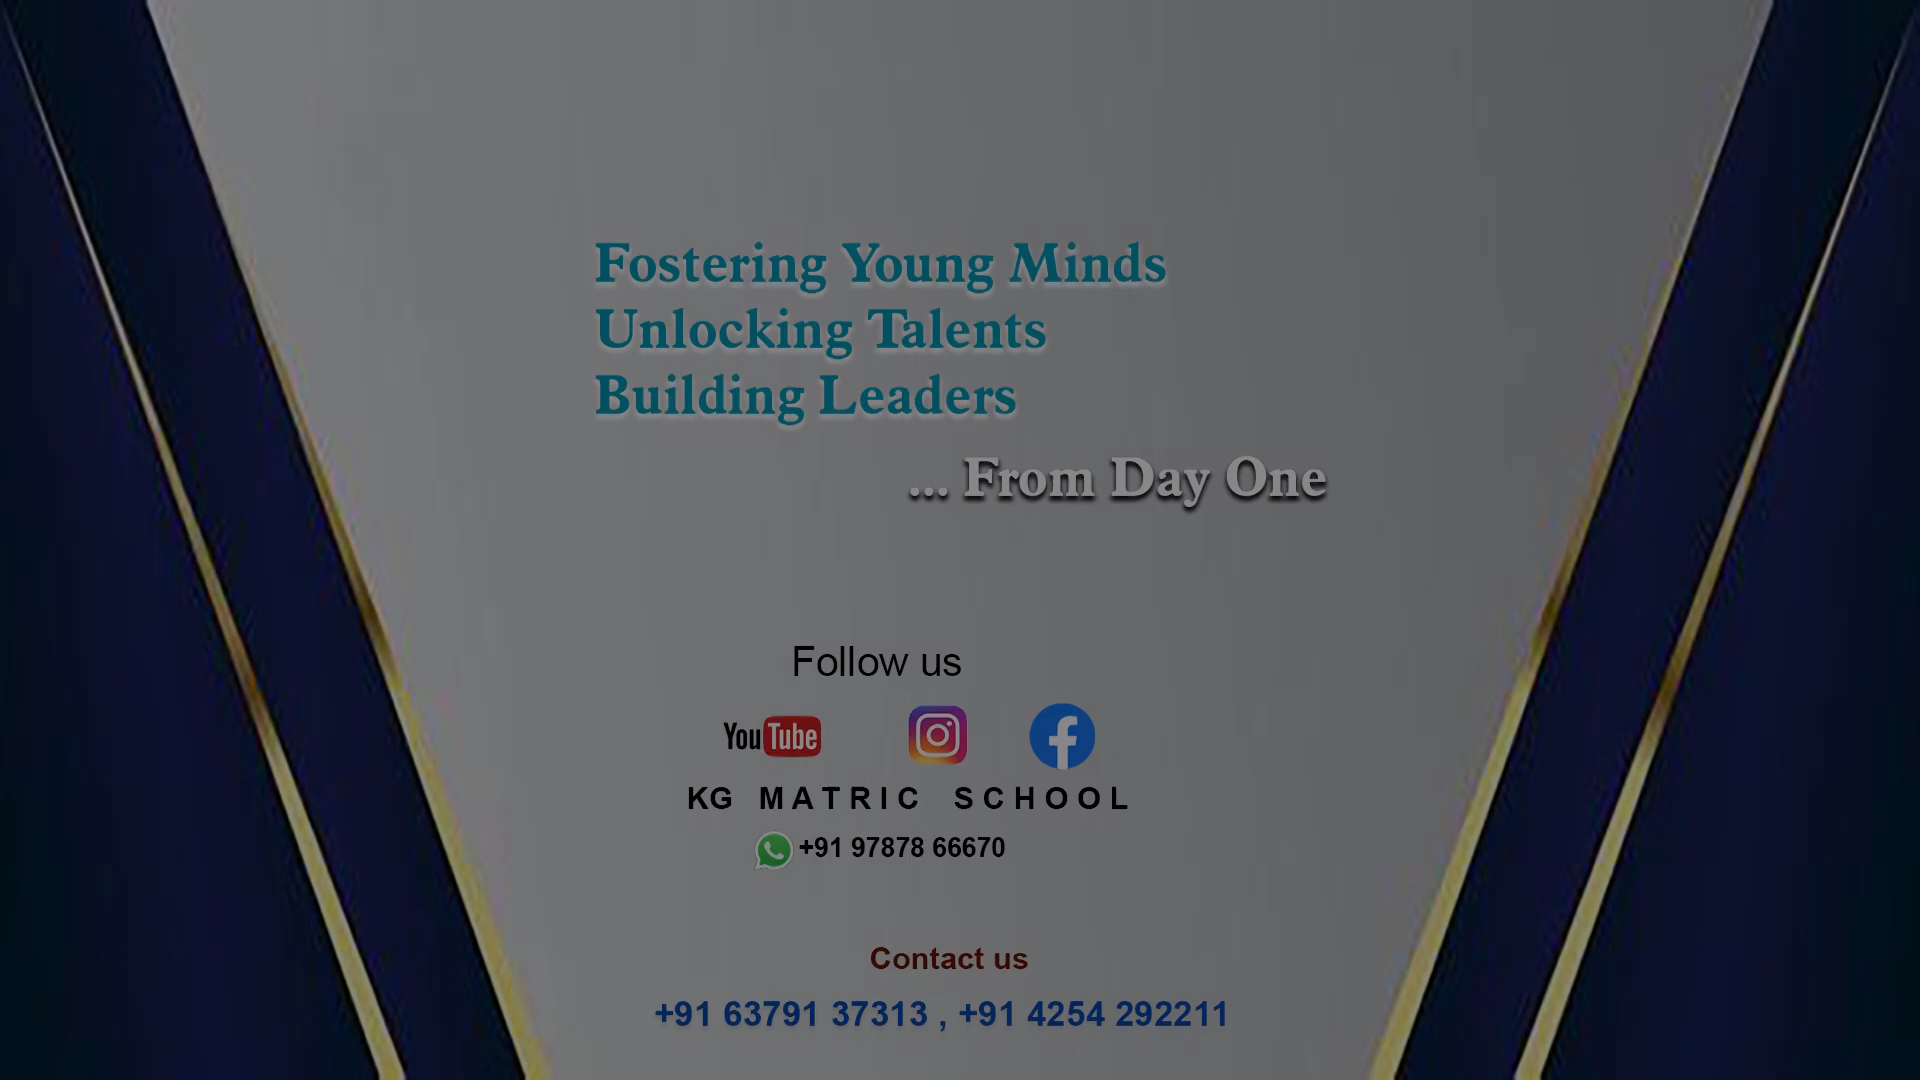 Fostering Young Minds
Unlocking Talents
Building Leaders
... From Day One
Follow us
YouTube
KG MATRIC SCHOOL
+91 97878 66670
Contact us
+91 63791 37313 , +91 4254 292211